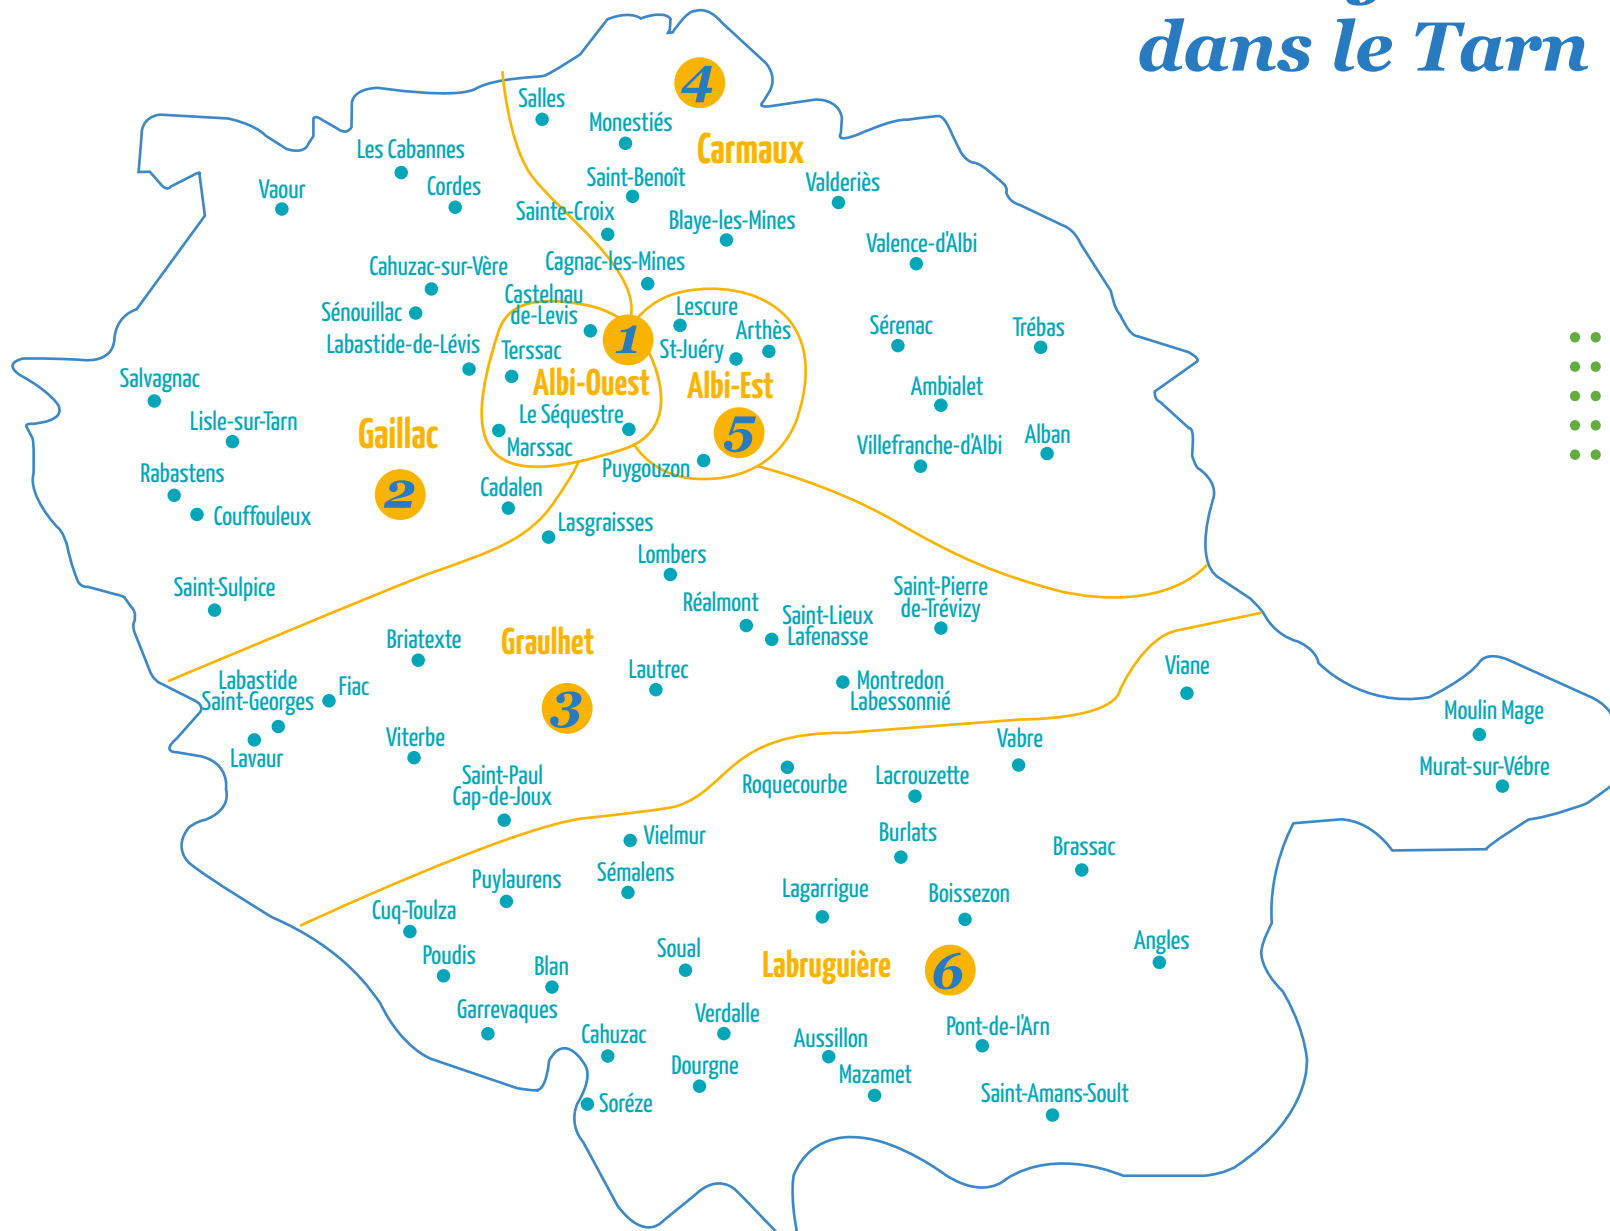 dans le Tarn
4
Salles
Monestiés
Carmaux
Les Cabannes
Saint-Benoît
Valderiès
Vaour
Cordes
Sainte-Croix
Blaye-les-Mines
Valence-d'Albi
Cahuzac-sur-Vère
Cagnac-les-Mines
Castelnau
de-Levis
Lescure
Sénouillac
1
Arthès
Sérenac
Trébas
Labastide-de-Lévis
Terssac
St-Juéry
Salvagnac
Albi-Ouest
Albi-Est
Ambialet
Lisle-sur-Tarn
Le Séquestre
Gaillac
5
Marssac
Villefranche-d'Albi
Alban
Rabastens
Puygouzon
2
Cadalen
Couffouleux
Lasgraisses
Lombers
Saint-Sulpice
Réalmont
Saint-Pierre
de-Trévizy
Saint-Lieux
Lafenasse
Briatexte
Graulhet
Lautrec
Viane
Labastide
Saint-Georges
Fiac
3
Montredon
Labessonnié
Moulin Mage
Lavaur
Viterbe
Vabre
Murat-sur-Vébre
Saint-Paul
Cap-de-Joux
Roquecourbe
Lacrouzette
Vielmur
Burlats
Brassac
Puylaurens
Sémalens
Lagarrigue
Boissezon
Cuq-Toulza
Poudis
Soual
Angles
Blan
Labruguière
6
Garrevaques
Verdalle
Cahuzac
Aussillon
Pont-de-l'Arn
Dourgne
Mazamet
Soréze
Saint-Amans-Soult